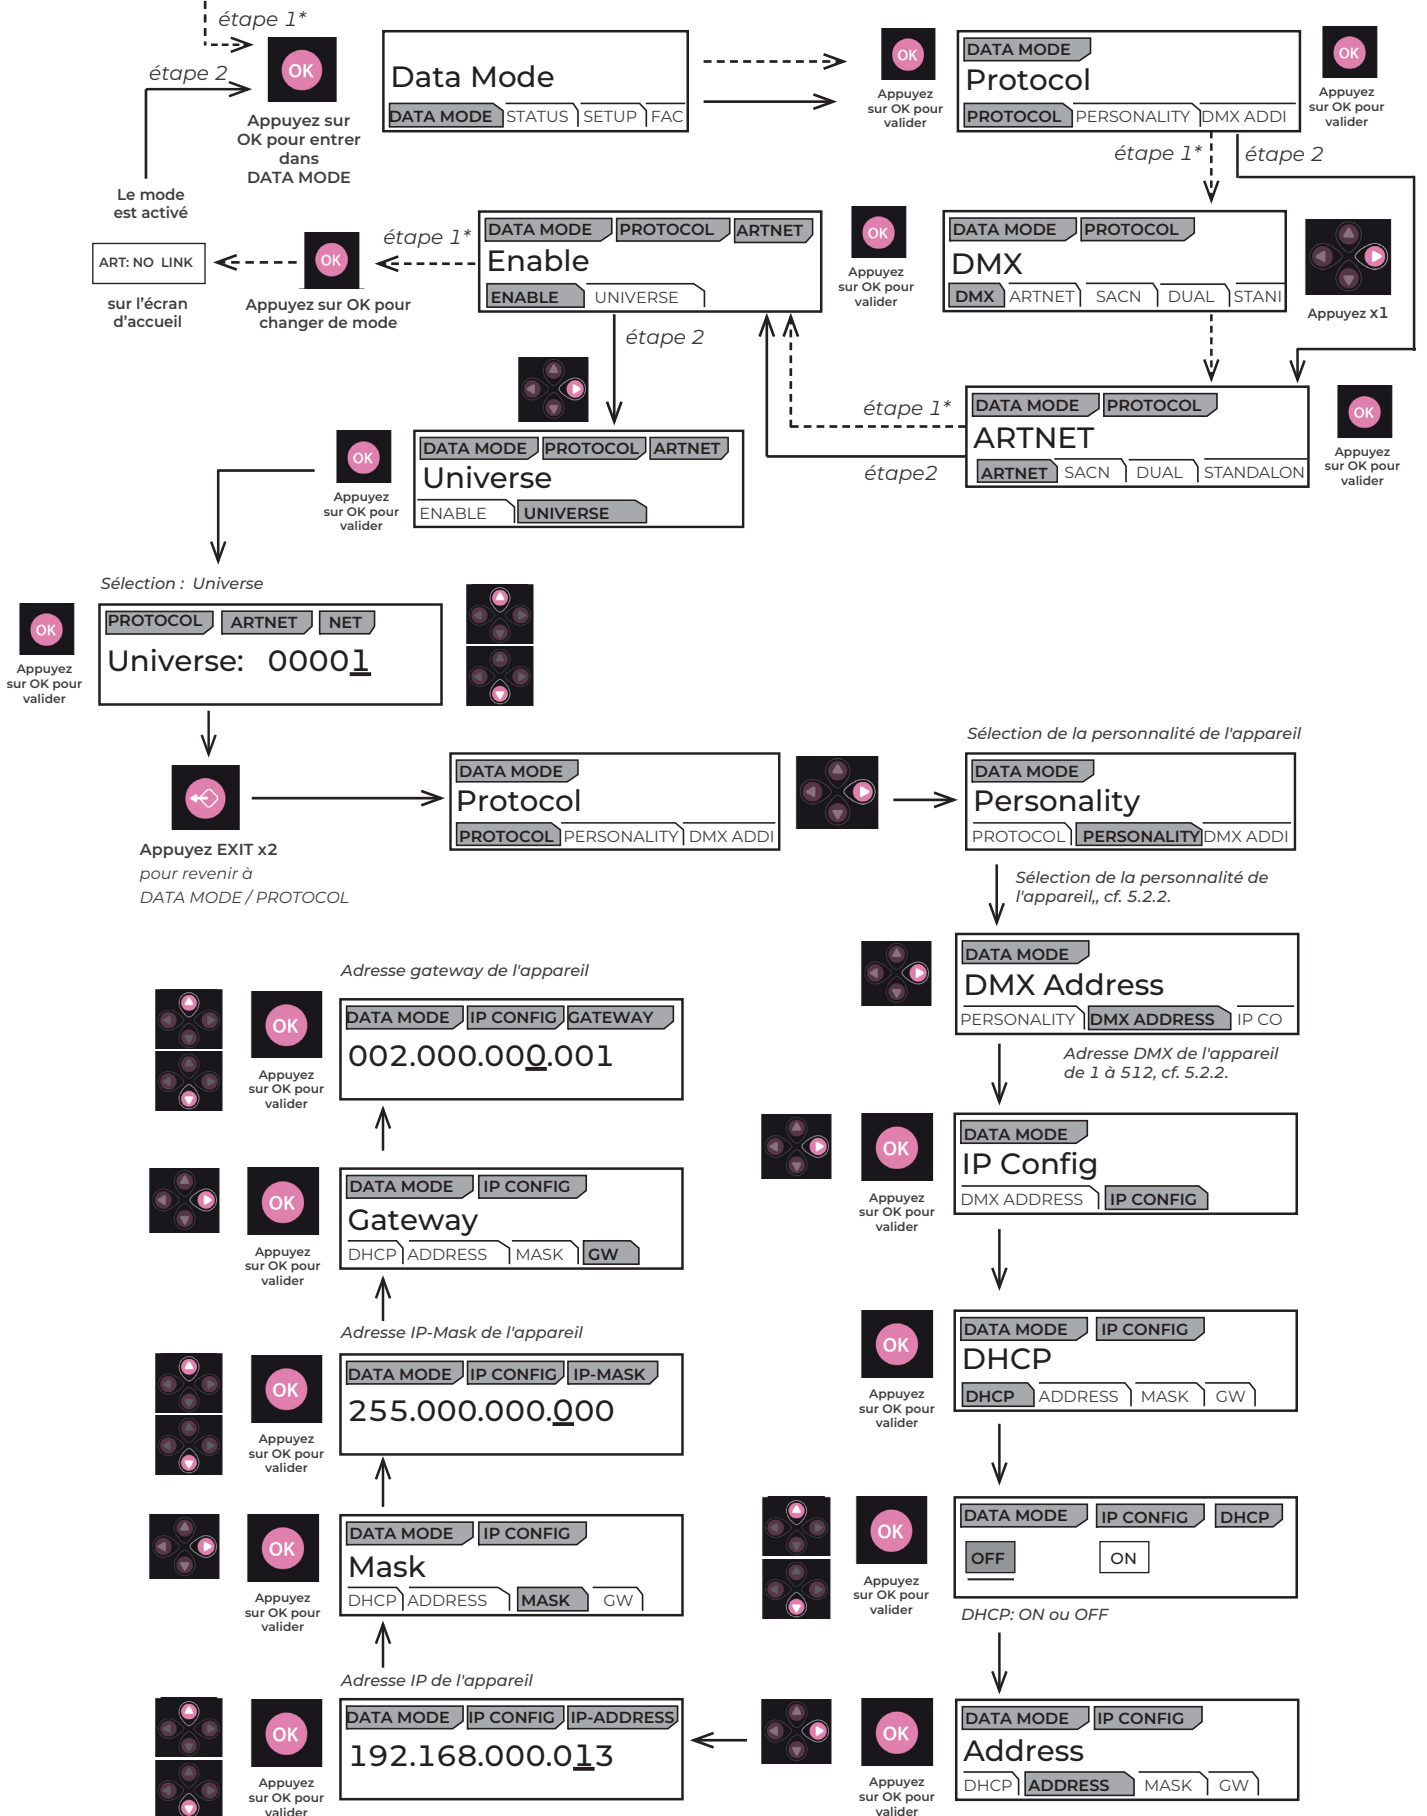 étape 1*
étape 2
OK
Appuyez sur
OK pour entrer
dans
DATA MODE
Data Mode
DATA MODE STATUS SETUP FAC
OK
Appuyez
sur OK pour
valider
DATA MODE
Protocol
PROTOCOL PERSONALITY DMX ADDI
OK
Appuyez
sur OK pour
valider
étape 1*
étape 2
Le mode
est activé
ART: NO LINK
sur l'écran
d'accueil
OK
Appuyez sur OK pour
changer de mode
étape 1*
DATA MODE PROTOCOL ARTNET
Enable
ENABLE UNIVERSE
OK
Appuyez
sur OK pour
valider
DATA MODE PROTOCOL
DMX
DMX ARTNET SACN DUAL STANI
Appuyez x1
étape 2
étape 1*
étape2
DATA MODE PROTOCOL
ARTNET
ARTNET SACN DUAL STANDALON
OK
Appuyez
sur OK pour
valider
OK
Appuyez
sur OK pour
valider
DATA MODE PROTOCOL ARTNET
Universe
ENABLE UNIVERSE
Sélection : Universe
OK
Appuyez
sur OK pour
valider
PROTOCOL ARTNET NET
Universe: 00001
Appuyez EXIT x2
pour revenir à
DATA MODE / PROTOCOL
DATA MODE
Protocol
PROTOCOL PERSONALITY DMX ADDI
Sélection de la personnalité de l'appareil
DATA MODE
Personality
PROTOCOL PERSONALITY DMX ADDI
Sélection de la personnalité de
l'appareil,, cf. 5.2.2.
DATA MODE
DMX Address
PERSONALITY DMX ADDRESS IP CO
Adresse DMX de l'appareil
de 1 à 512, cf. 5.2.2.
OK
Appuyez
sur OK pour
valider
DATA MODE
IP Config
DMX ADDRESS IP CONFIG
OK
Appuyez
sur OK pour
valider
DATA MODE IP CONFIG
DHCP
DHCP ADDRESS MASK GW
OK
Appuyez
sur OK pour
valider
DATA MODE IP CONFIG DHCP
OFF ON
DHCP: ON ou OFF
OK
Appuyez
sur OK pour
valider
DATA MODE IP CONFIG
Address
DHCP ADDRESS MASK GW
Adresse gateway de l'appareil
OK
Appuyez
sur OK pour
valider
DATA MODE IP CONFIG GATEWAY
002.000.000.001
OK
Appuyez
sur OK pour
valider
DATA MODE IP CONFIG
Gateway
DHCP ADDRESS MASK GW
Adresse IP-Mask de l'appareil
OK
Appuyez
sur OK pour
valider
DATA MODE IP CONFIG IP-MASK
255.000.000.000
OK
Appuyez
sur OK pour
valider
DATA MODE IP CONFIG
Mask
DHCP ADDRESS MASK GW
Adresse IP de l'appareil
OK
Appuyez
sur OK pour
valider
DATA MODE IP CONFIG IP-ADDRESS
192.168.000.013